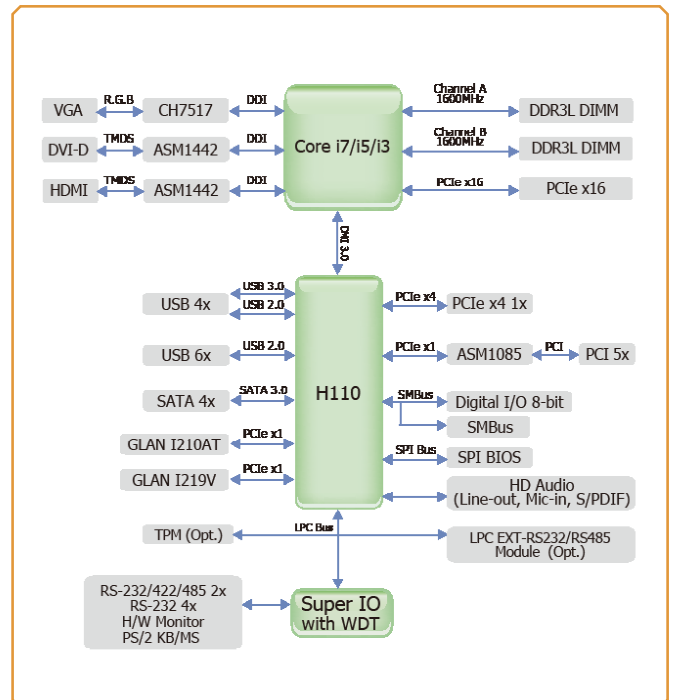 VGA
R.G.B
CH7517
DDI
Core i7/i5/i3
Channel A
1600MHz
DDR3L DIMM
DVI-D
TMDS
ASM1442
DDI
Channel B
1600MHz
DDR3L DIMM
HDMI
TMDS
ASM1442
DDI
PCIe x16
PCIe x16
DMI 3.0
USB 4x
USB 3.0
USB 2.0
PCIe x4
PCIe x4 1x
USB 6x
USB 2.0
PCIe x1
ASM1085
PCI
PCI 5x
H110
SATA 4x
SATA 3.0
SMBus
Digital I/O 8-bit
SMBus
GLAN I210AT
PCIe x1
SPI Bus
SPI BIOS
GLAN I219V
PCIe x1
HD Audio
(Line-out, Mic-in, S/PDIF)
LPC Bus
TPM (Opt.)
LPC EXT-RS232/RS485
Module (Opt.)
RS-232/422/485 2x
RS-232 4x
H/W Monitor
PS/2 KB/MS
Super IO
with WDT